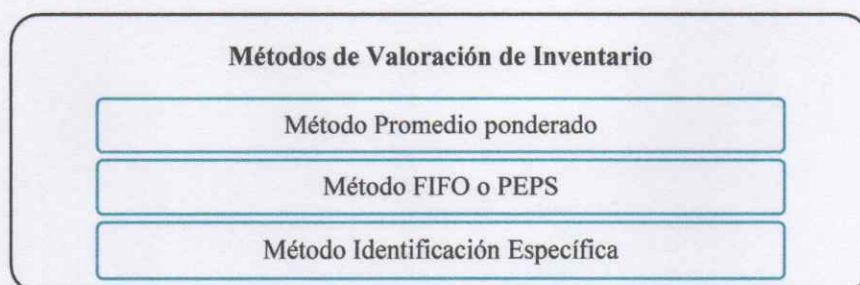 Métodos de Valoración de Inventario
Método Promedio ponderado
Método FIFO o PEPS
Método Identificación Específica